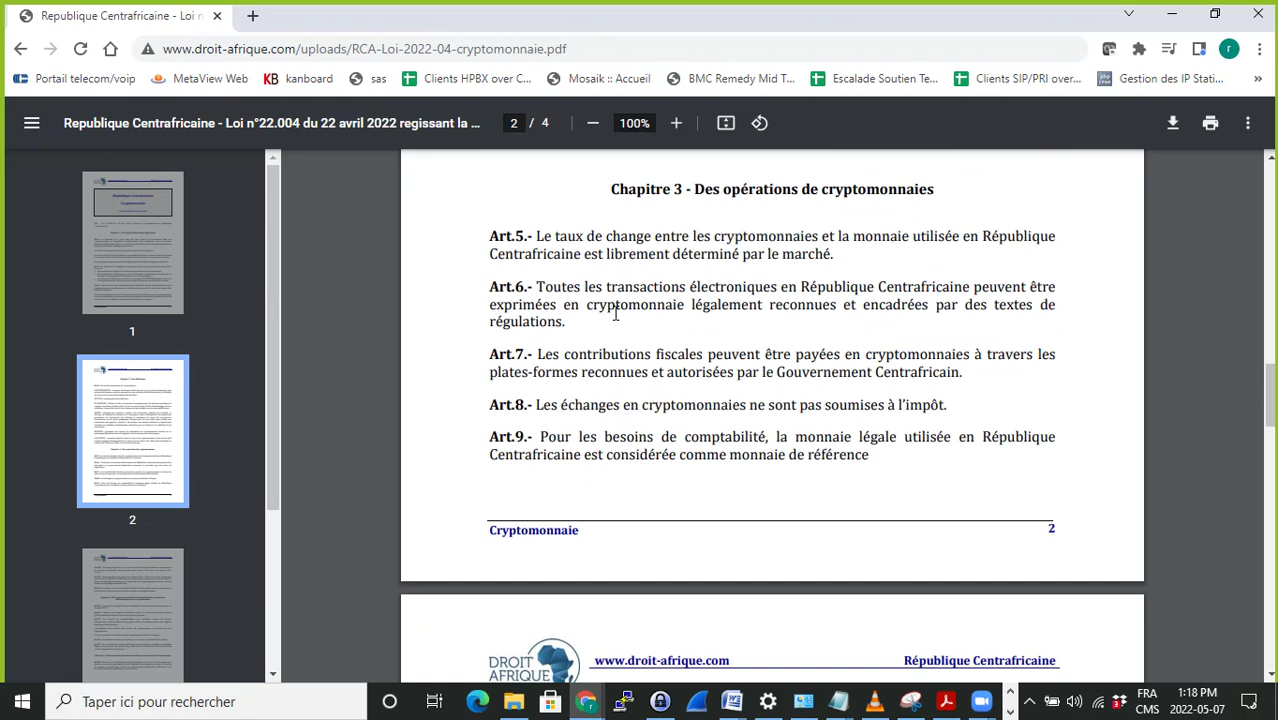 Republique Centrafricaine - Loi n
www.droit-afrique.com/uploads/RCA-Loi-2022-04-cryptomonnaie.pdf
r
Portail telecom/voip
MetaView Web
KB kanboard
sas
Clients HPBX over C...
Mosaik :: Accueil
BMC Remedy Mid T...
Escalade Soutien Te...
Clients SIP/PRI over...
php
Gestion des IP Stati...
»
Republique Centrafricaine - Loi n°22.004 du 22 avril 2022 regissant la ...
2 / 4
100%
1
2
Chapitre 3 - Des opérations de cryptomonnaies
Art.5.- Le taux de change entre les cryptomonnaies et la monnaie utilisée en République
Centrafricaine est librement déterminé par le marché.
Art.6.- Toutes les transactions électroniques en République Centrafricaine peuvent être
exprimées en cryptomonnaie légalement reconnues et encadrées par des textes de
régulations.
Art.7.- Les contributions fiscales peuvent être payées en cryptomonnaies à travers les
plates-formes reconnues et autorisées par le Gouvernement Centrafricain.
Art.8.- Les échanges en cryptomonnaies ne sont pas soumises à l'impôt.
Art.9.- Pour les besoins de comptabilité, la monnaie légale utilisée en République
Centrafricaine est considérée comme monnaie de référence
Cryptomonnaie 2
DROIT
AFRIQUE
www.droit-afrique.com République Centrafricaine
Taper ici pour rechercher
FRA
CMS
1:18 PM
2022-05-07